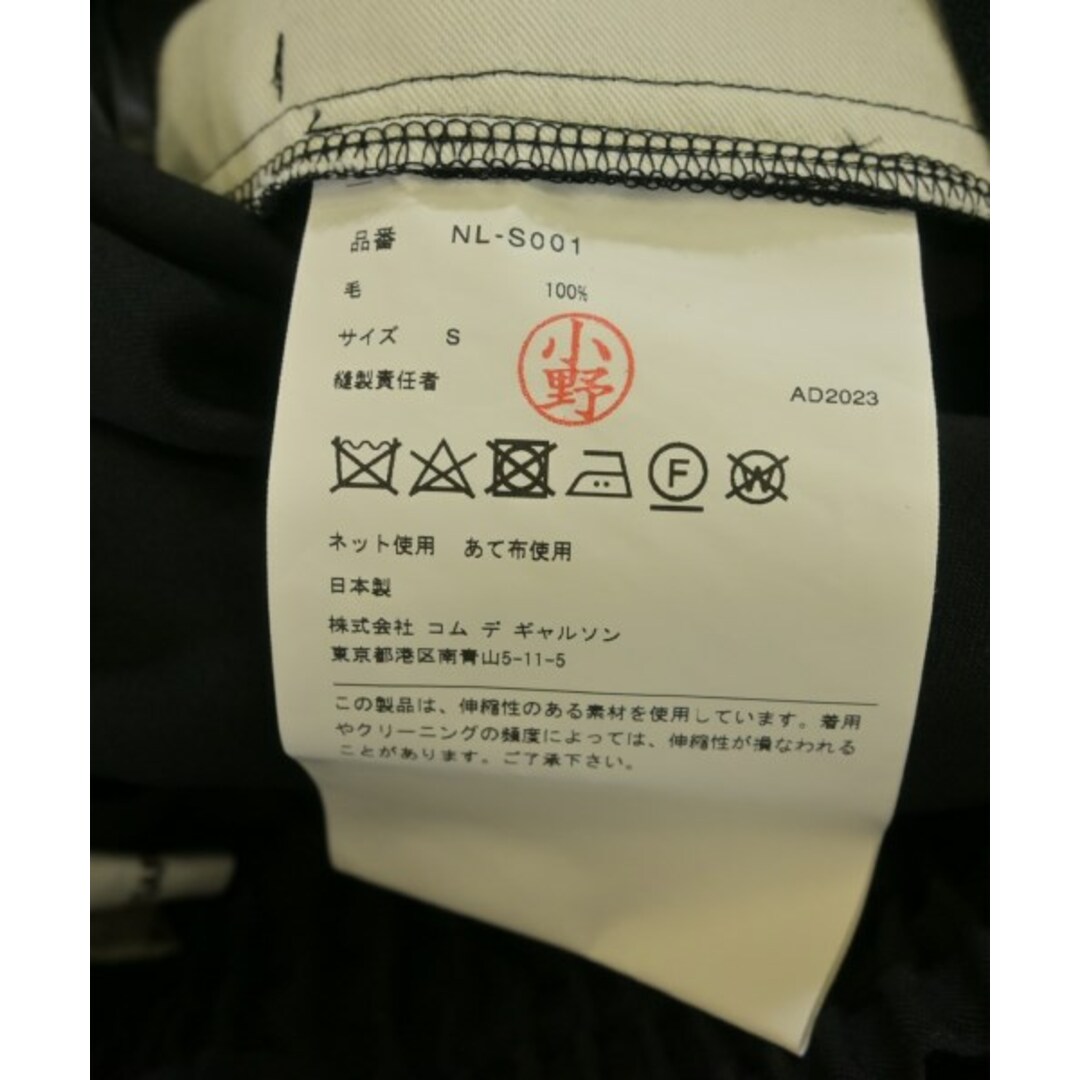 品番 NL-S001
毛 100%
サイズ S
小野
縫製責任者
AD2023
F W
ネット使用 あて布使用
日本製
株式会社 コム デ ギャルソン
東京都港区南青山5-11-5
この製品は、伸縮性のある素材を使用しています。着用
やクリーニングの頻度によっては、伸縮性が損なわれる
ことがあります。ご了承下さい。